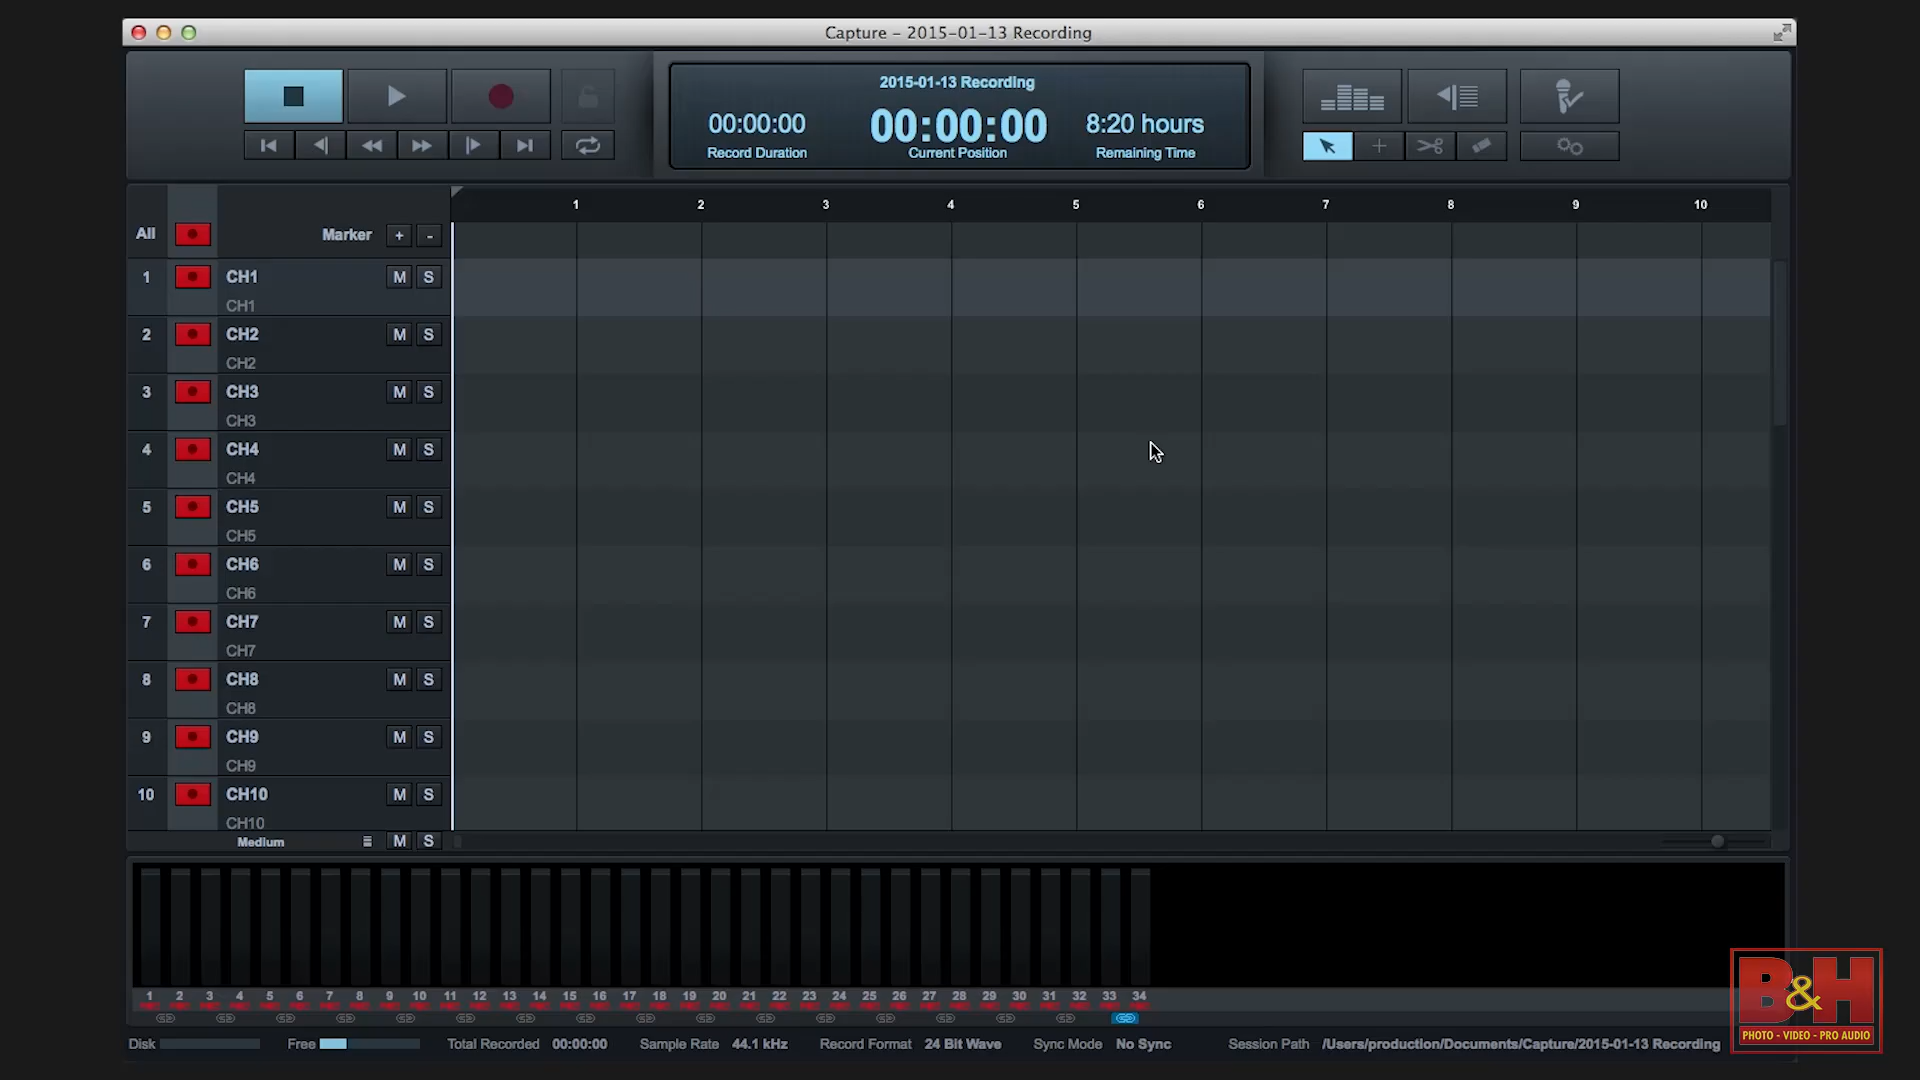 Capture - 2015-01-13 Recording
2015-01-13 Recording
00:00:00
Record Duration
00:00:00
Current Position
8:20 hours
Remaining Time
1 2 3 4 5 6 7 8 9 10
All Marker + -
1 CH1 M S
CH1
2 CH2 M S
CH2
3 CH3 M S
CH3
4 CH4 M S
CH4
5 CH5 M S
CH5
6 CH6 M S
CH6
7 CH7 M S
CH7
8 CH8 M S
CH8
9 CH9 M S
CH9
10 CH10 M S
CH10
Medium M S
1 2 3 4 5 6 7 8 9 10 11 12 13 14 15 16 17 18 19 20 21 22 23 24 25 26 27 28 29 30 31 32 33 34
Disk Free Total Recorded 00:00:00 Sample Rate 44.1 kHz Record Format 24 Bit Wave Sync Mode No Sync Session Path /Users/production/Documents/Capture/2015-01-13 Recording
B&H
PHOTO - VIDEO - PRO AUDIO